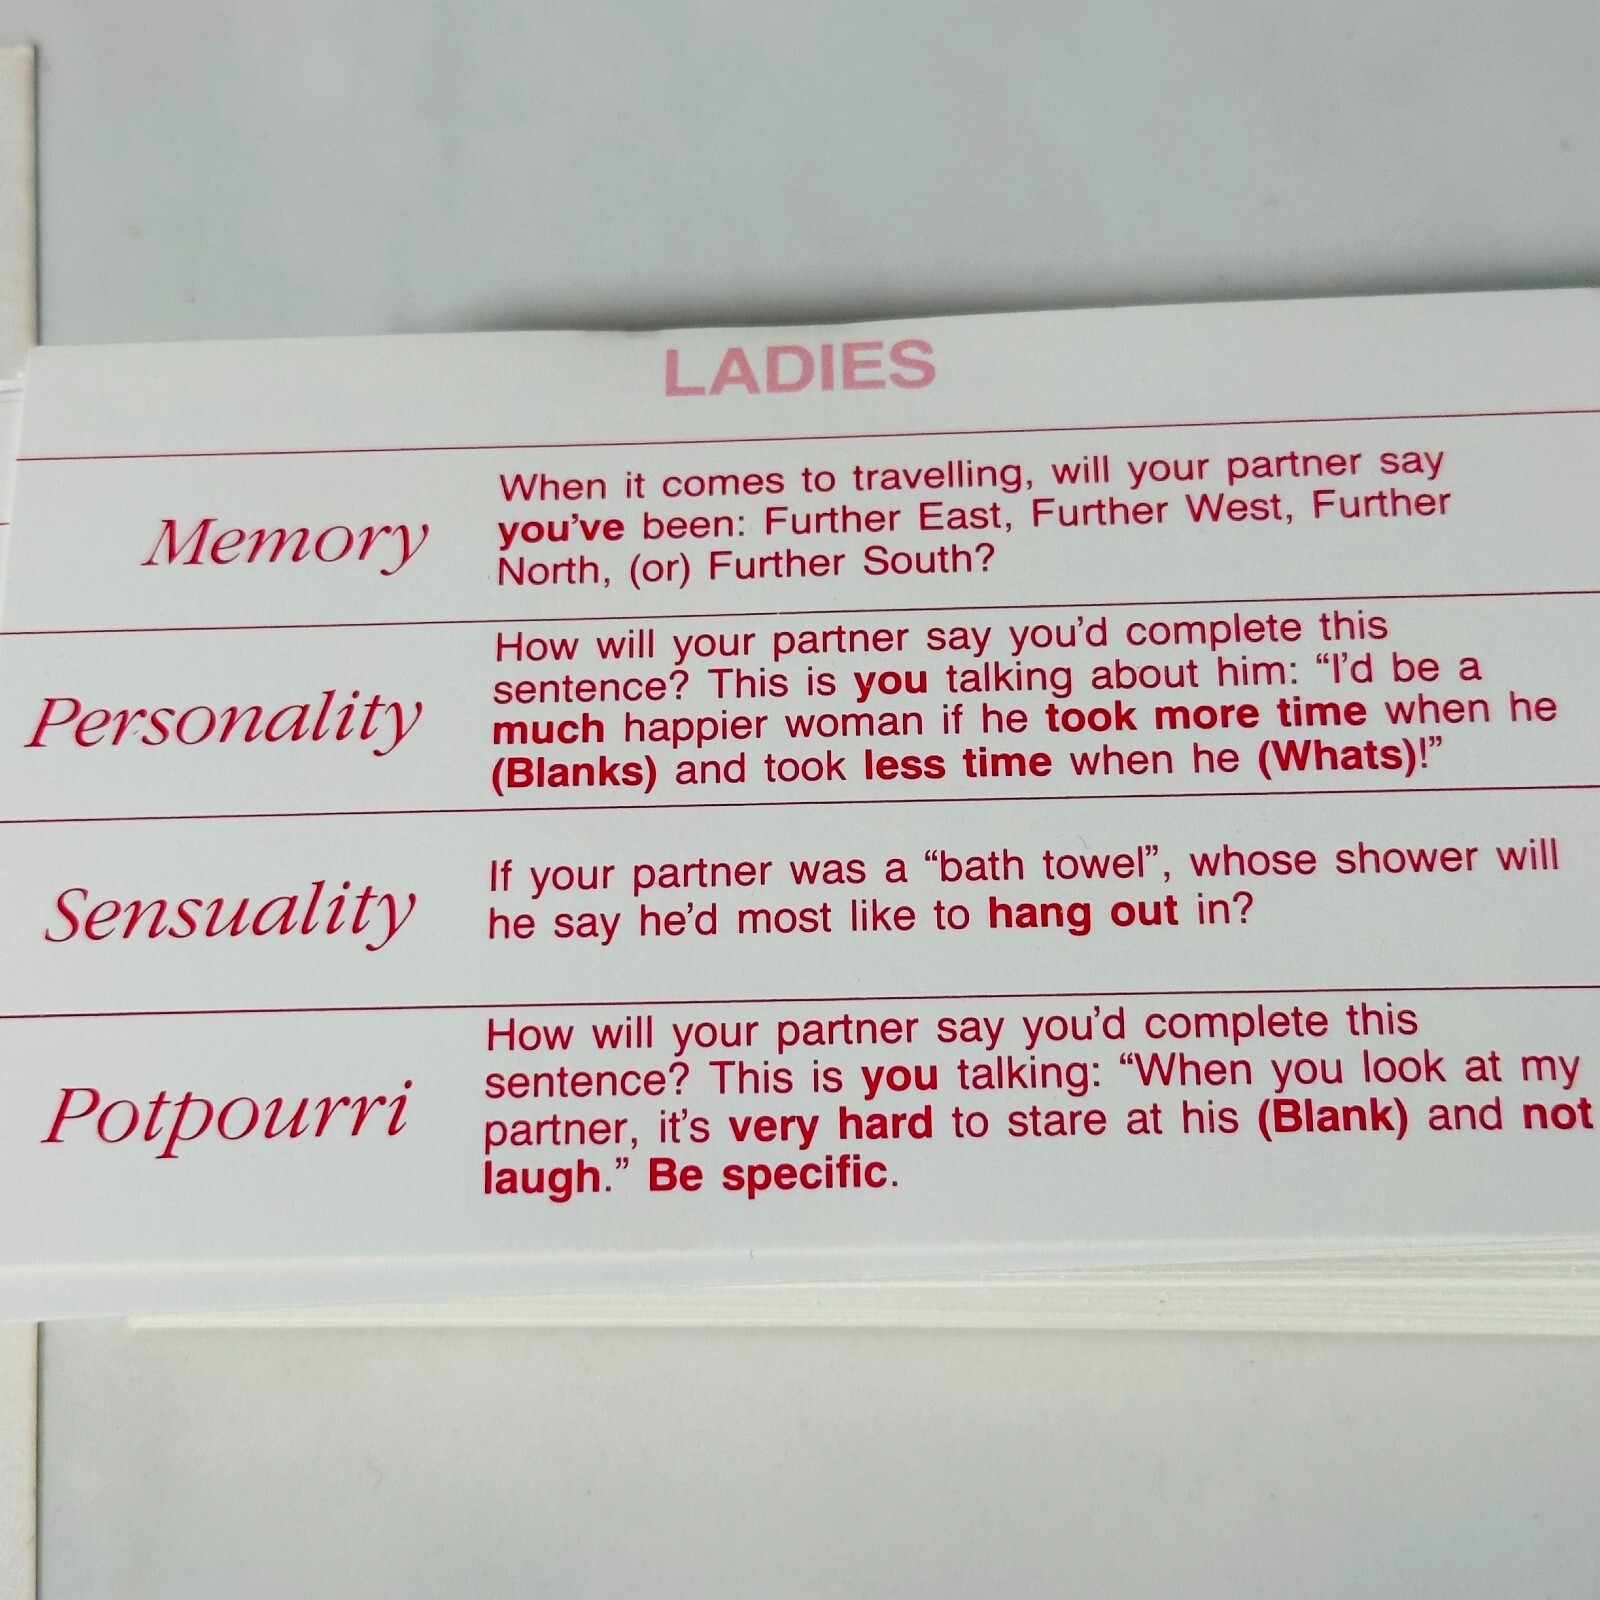 LADIES
Memory
When it comes to travelling, will your partner say
you've been: Further East, Further West, Further
North, (or) Further South?
Personality
How will your partner say you'd complete this
sentence? This is you talking about him: “I'd be a
much happier woman if he took more time when he
(Blanks) and took less time when he (Whats)!”
Sensuality
If your partner was a “bath towel”, whose shower will
he say he'd most like to hang out in?
Potpourri
How will your partner say you'd complete this
sentence? This is you talking: “When you look at my
partner, it's very hard to stare at his (Blank) and not
laugh.” Be specific.